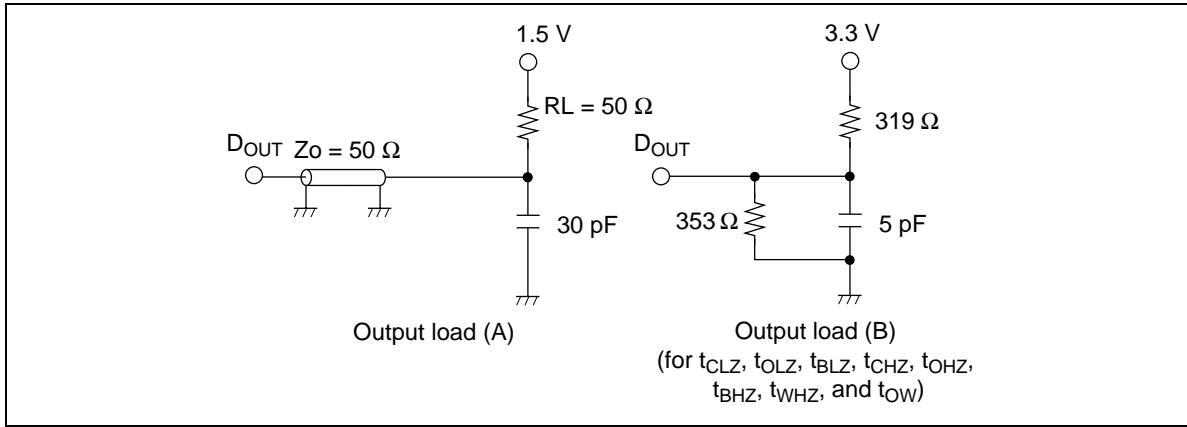 1.5 V
RL = 50 Ω
DOUT Zo = 50 Ω
30 pF
Output load (A)
3.3 V
319 Ω
DOUT
353 Ω
5 pF
Output load (B)
(for tCLZ, tOLZ, tBLZ, tCHZ, tOHZ,
tBHZ, tWHZ, and tOW)